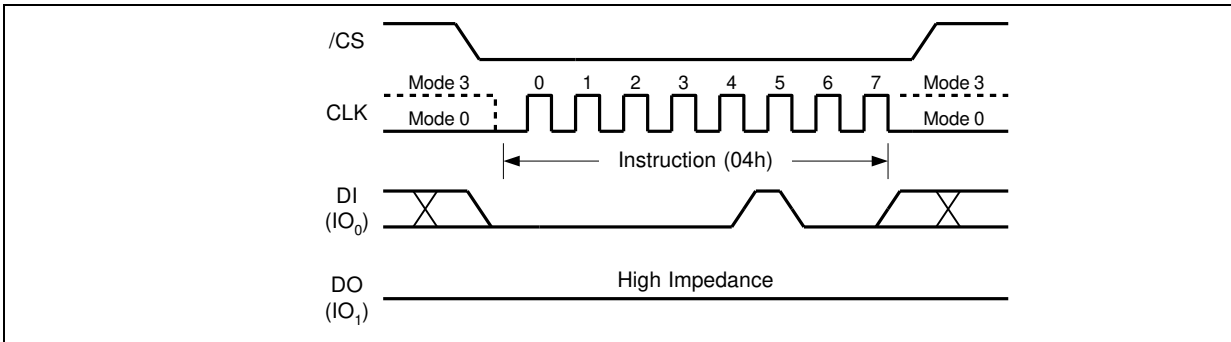 /CS
Mode 3 0 1 2 3 4 5 6 7 Mode 3
CLK
Mode 0 Mode 0
Instruction (04h)
DI
(IO₀)
High Impedance
DO
(IO₁)